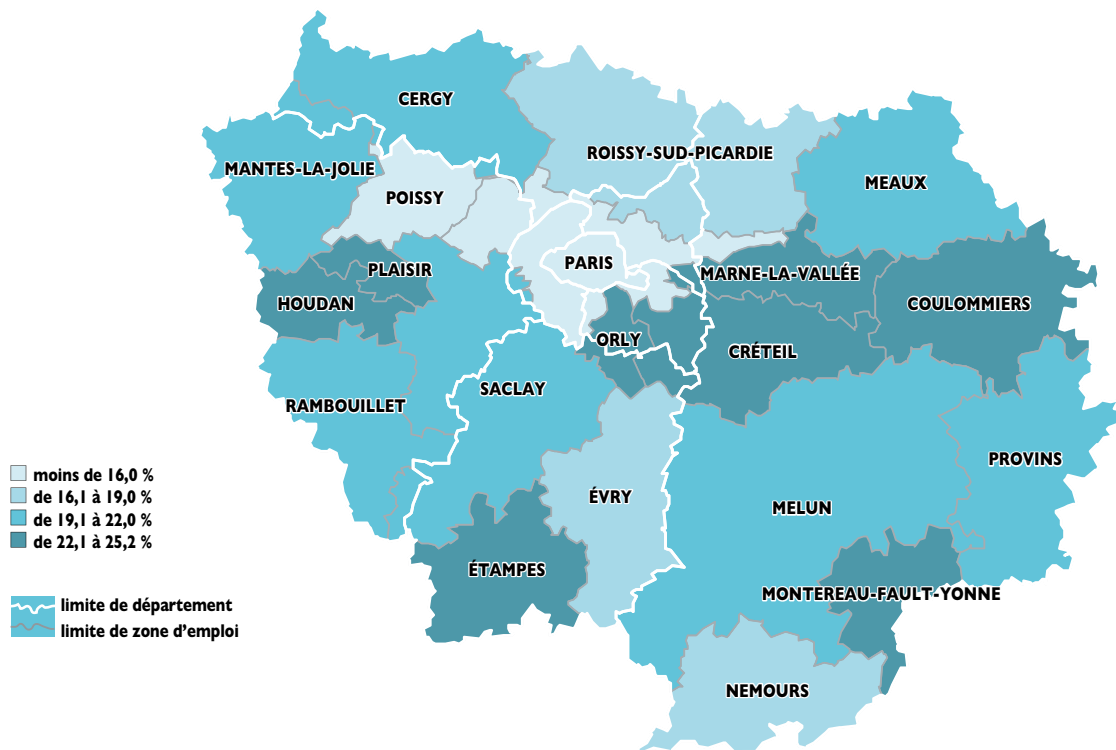 CERGY
ROISSY-SUD-PICARDIE
MANTES-LA-JOLIE
MEAUX
POISSY
PARIS
PLAISIR
MARNE-LA-VALLÉE
HOUDAN
COULOMMIERS
ORLY
CRÉTEIL
SACLAY
RAMBOUILLET
PROVINS
ÉVRY
MELUN
ÉTAMPES
MONTEREAU-FAULT-YONNE
NEMOURS
moins de 16,0 %
de 16,1 à 19,0 %
de 19,1 à 22,0 %
de 22,1 à 25,2 %
limite de département
limite de zone d'emploi